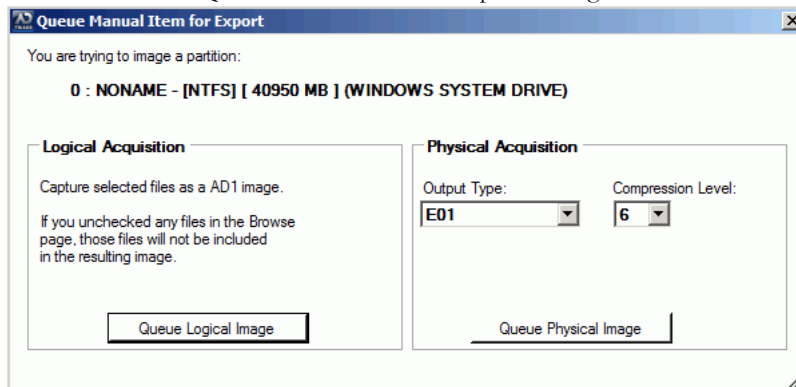 Queue Manual Item for Export
You are trying to image a partition:
0 : NONAME - [NTFS] [ 40950 MB ] (WINDOWS SYSTEM DRIVE)
Logical Acquisition
Capture selected files as a AD1 image.
If you unchecked any files in the Browse
page, those files will not be included
in the resulting image.
Queue Logical Image
Physical Acquisition
Output Type:
Compression Level:
E01
6
Queue Physical Image